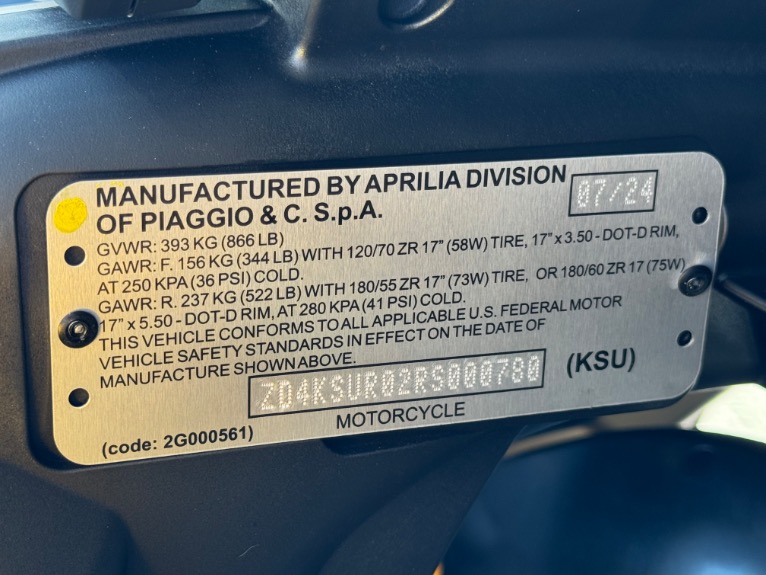 MANUFACTURED BY APRILIA DIVISION 07/24
OF PIAGGIO & C. S.p.A.
GVWR: 393 KG (866 LB)
GAWR: F. 156 KG (344 LB) WITH 120/70 ZR 17" (58W) TIRE, 17" x 3.50 - DOT-D RIM,
AT 250 KPA (36 PSI) COLD.
GAWR: R. 237 KG (522 LB) WITH 180/55 ZR 17" (73W) TIRE, OR 180/60 ZR 17 (75W)
17" x 5.50 - DOT-D RIM, AT 280 KPA (41 PSI) COLD.
THIS VEHICLE CONFORMS TO ALL APPLICABLE U.S. FEDERAL MOTOR
VEHICLE SAFETY STANDARDS IN EFFECT ON THE DATE OF
MANUFACTURE SHOWN ABOVE.
ZD4KSUR02RS000780 (KSU)
MOTORCYCLE
(code: 2G000561)